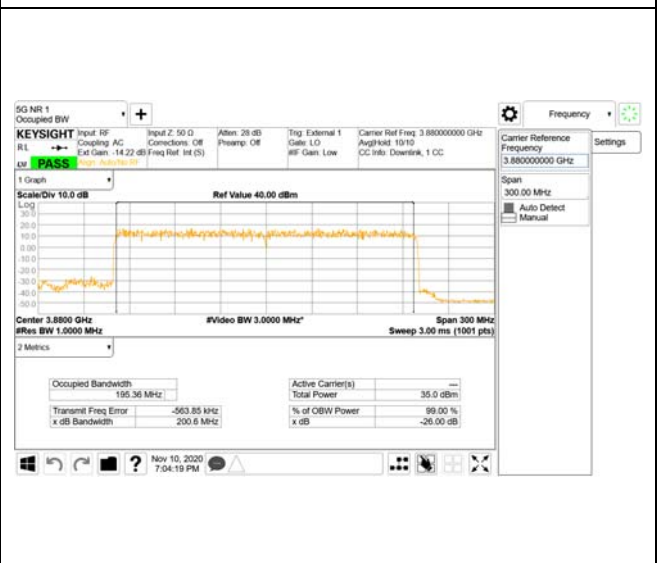 5G NR 1
Occupied BW
Frequency
KEYSIGHT Input: RF Input Z: 50 Ω Atten: 28 dB Trig: External 1 Carrier Ref Freq: 3.880000000 GHz
RL Coupling: AC Corrections: Off Preamp: Off Gate: LO Avg|Hold: 10/10
Ext Gain: -14.22 dB Freq Ref: Int (S) #IF Gain: Low CC Info: Downlink, 1 CC
PASS Align: Auto/No RF
Carrier Reference
Frequency
3.880000000 GHz
Settings
Span
300.00 MHz
Auto Detect
Manual
1 Graph
Scale/Div 10.0 dB Ref Value 40.00 dBm
Log
30.0
20.0
10.0
0.00
-10.0
-20.0
-30.0
-40.0
-50.0
Center 3.8800 GHz #Video BW 3.0000 MHz* Span 300 MHz
#Res BW 1.0000 MHz Sweep 3.00 ms (1001 pts)
2 Metrics
Occupied Bandwidth
195.36 MHz
Transmit Freq Error -563.85 kHz
x dB Bandwidth 200.6 MHz
Active Carrier(s) ---
Total Power 35.0 dBm
% of OBW Power 99.00 %
x dB -26.00 dB
?
Nov 10, 2020
7:04:19 PM